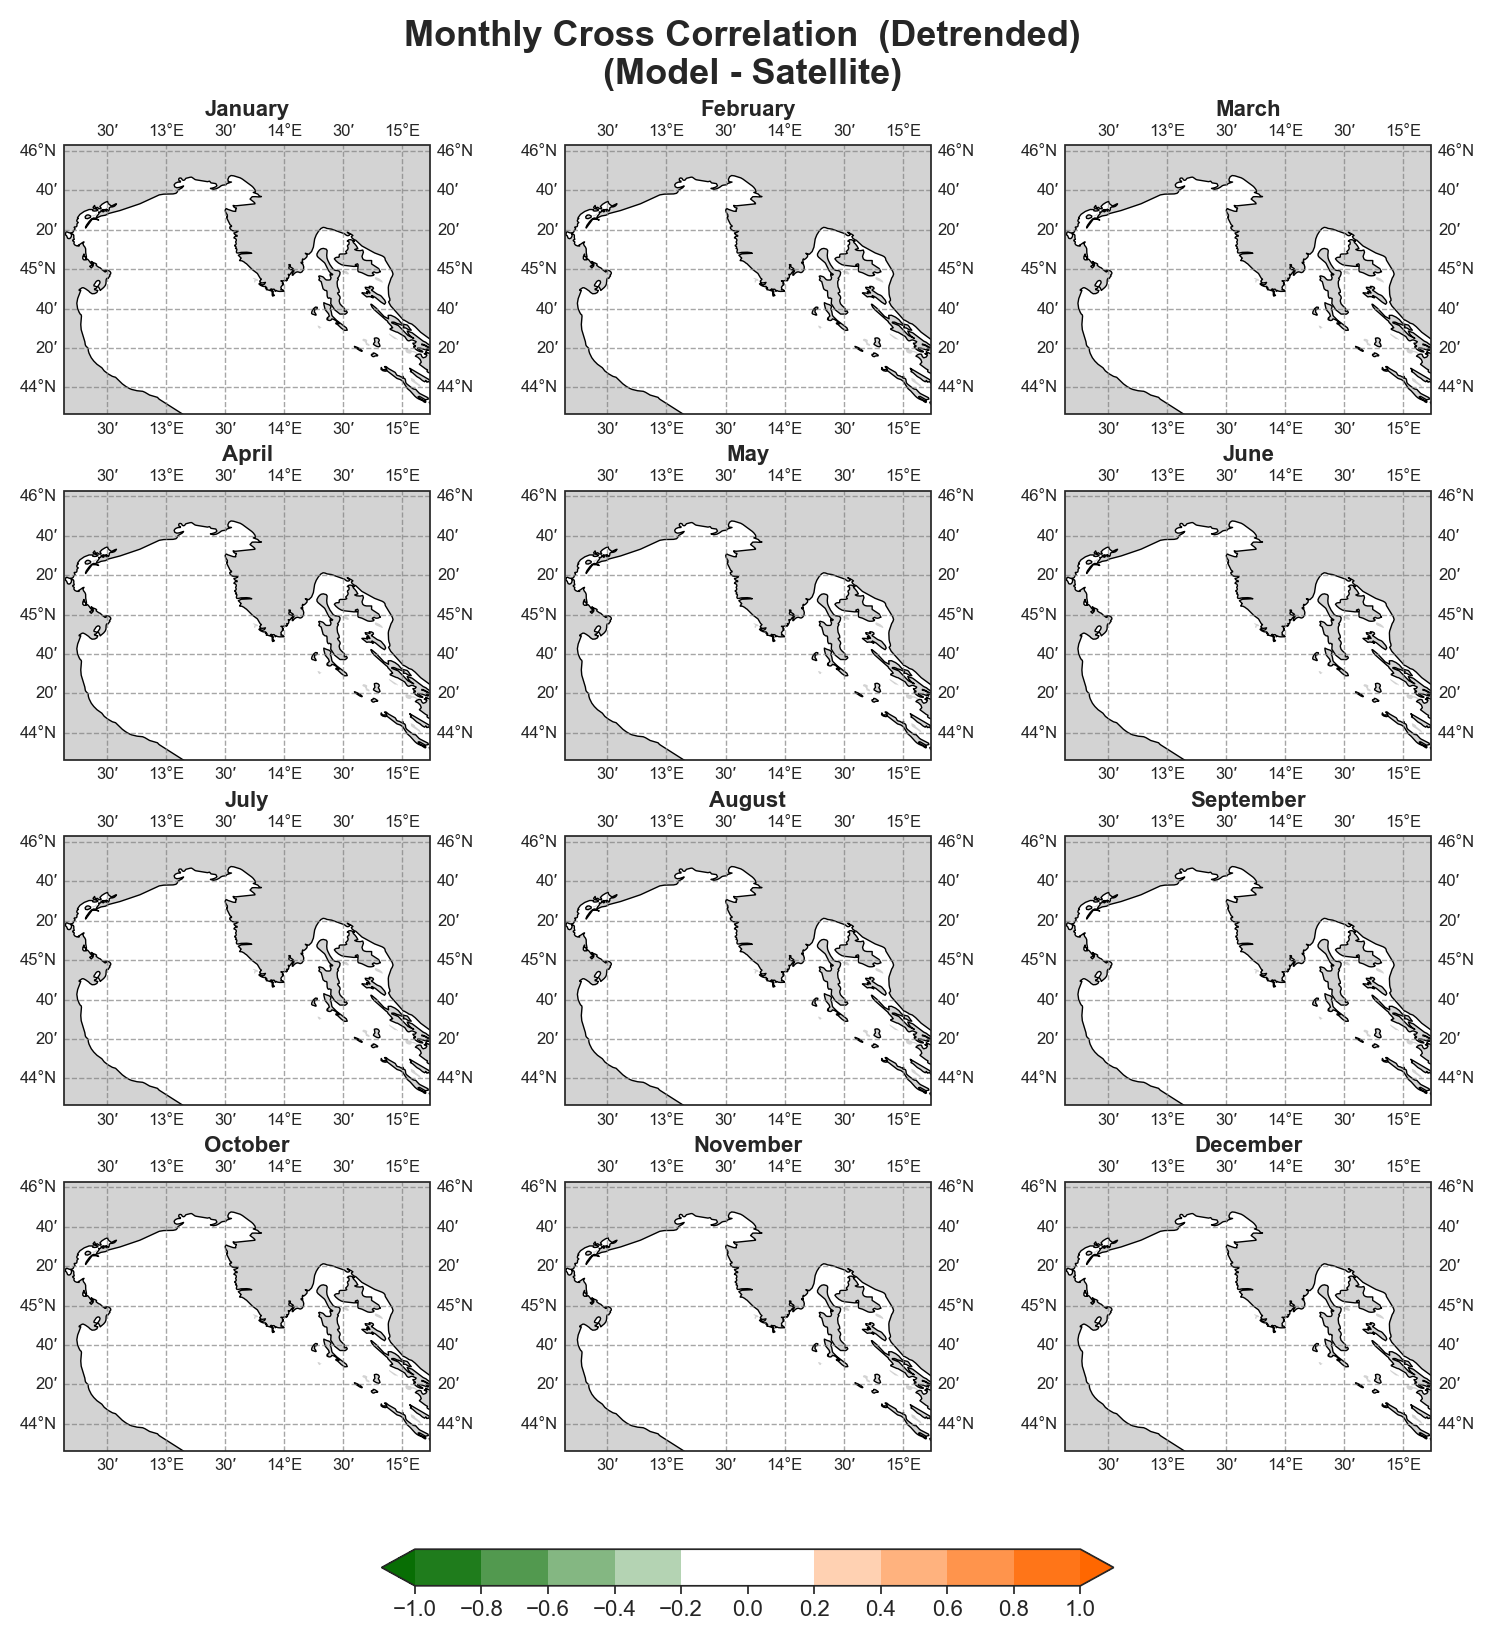 Monthly Cross Correlation (Detrended)
(Model - Satellite)
January February March
30′ 13°E 30′ 14°E 30′ 15°E 30′ 13°E 30′ 14°E 30′ 15°E 30′ 13°E 30′ 14°E 30′ 15°E
46°N 46°N 46°N 46°N 46°N 46°N
40′ 40′ 40′ 40′ 40′ 40′
20′ 20′ 20′ 20′ 20′ 20′
45°N 45°N 45°N 45°N 45°N 45°N
40′ 40′ 40′ 40′ 40′ 40′
20′ 20′ 20′ 20′ 20′ 20′
44°N 44°N 44°N 44°N 44°N 44°N
30′ 13°E 30′ 14°E 30′ 15°E 30′ 13°E 30′ 14°E 30′ 15°E 30′ 13°E 30′ 14°E 30′ 15°E
April May June
30′ 13°E 30′ 14°E 30′ 15°E 30′ 13°E 30′ 14°E 30′ 15°E 30′ 13°E 30′ 14°E 30′ 15°E
46°N 46°N 46°N 46°N 46°N 46°N
40′ 40′ 40′ 40′ 40′ 40′
20′ 20′ 20′ 20′ 20′ 20′
45°N 45°N 45°N 45°N 45°N 45°N
40′ 40′ 40′ 40′ 40′ 40′
20′ 20′ 20′ 20′ 20′ 20′
44°N 44°N 44°N 44°N 44°N 44°N
30′ 13°E 30′ 14°E 30′ 15°E 30′ 13°E 30′ 14°E 30′ 15°E 30′ 13°E 30′ 14°E 30′ 15°E
July August September
30′ 13°E 30′ 14°E 30′ 15°E 30′ 13°E 30′ 14°E 30′ 15°E 30′ 13°E 30′ 14°E 30′ 15°E
46°N 46°N 46°N 46°N 46°N 46°N
40′ 40′ 40′ 40′ 40′ 40′
20′ 20′ 20′ 20′ 20′ 20′
45°N 45°N 45°N 45°N 45°N 45°N
40′ 40′ 40′ 40′ 40′ 40′
20′ 20′ 20′ 20′ 20′ 20′
44°N 44°N 44°N 44°N 44°N 44°N
30′ 13°E 30′ 14°E 30′ 15°E 30′ 13°E 30′ 14°E 30′ 15°E 30′ 13°E 30′ 14°E 30′ 15°E
October November December
30′ 13°E 30′ 14°E 30′ 15°E 30′ 13°E 30′ 14°E 30′ 15°E 30′ 13°E 30′ 14°E 30′ 15°E
46°N 46°N 46°N 46°N 46°N 46°N
40′ 40′ 40′ 40′ 40′ 40′
20′ 20′ 20′ 20′ 20′ 20′
45°N 45°N 45°N 45°N 45°N 45°N
40′ 40′ 40′ 40′ 40′ 40′
20′ 20′ 20′ 20′ 20′ 20′
44°N 44°N 44°N 44°N 44°N 44°N
30′ 13°E 30′ 14°E 30′ 15°E 30′ 13°E 30′ 14°E 30′ 15°E 30′ 13°E 30′ 14°E 30′ 15°E
−1.0 −0.8 −0.6 −0.4 −0.2 0.0 0.2 0.4 0.6 0.8 1.0